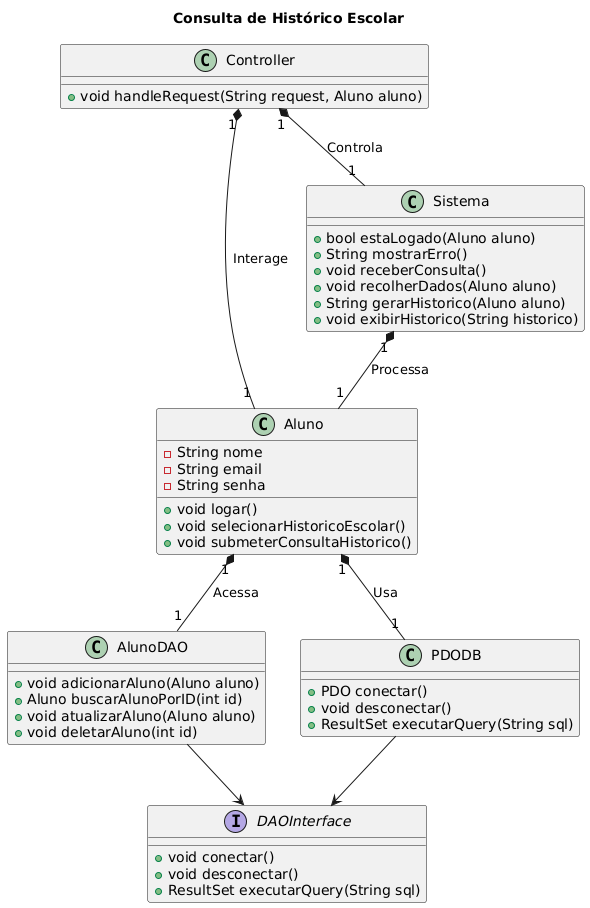 Consulta de Histórico Escolar
C Controller
void handleRequest(String request, Aluno aluno)
1
1
Controla
1
C Sistema
bool estaLogado(Aluno aluno)
String mostrarErro()
void receberConsulta()
void recolherDados(Aluno aluno)
String gerarHistorico(Aluno aluno)
void exibirHistorico(String historico)
Interage
1
Processa
1
1
C Aluno
String nome
String email
String senha
void logar()
void selecionarHistoricoEscolar()
void submeterConsultaHistorico()
1
1
Acessa
Usa
1
1
C AlunoDAO
void adicionarAluno(Aluno aluno)
Aluno buscarAlunoPorID(int id)
void atualizarAluno(Aluno aluno)
void deletarAluno(int id)
C PDODB
PDO conectar()
void desconectar()
ResultSet executarQuery(String sql)
I DAOInterface
void conectar()
void desconectar()
ResultSet executarQuery(String sql)